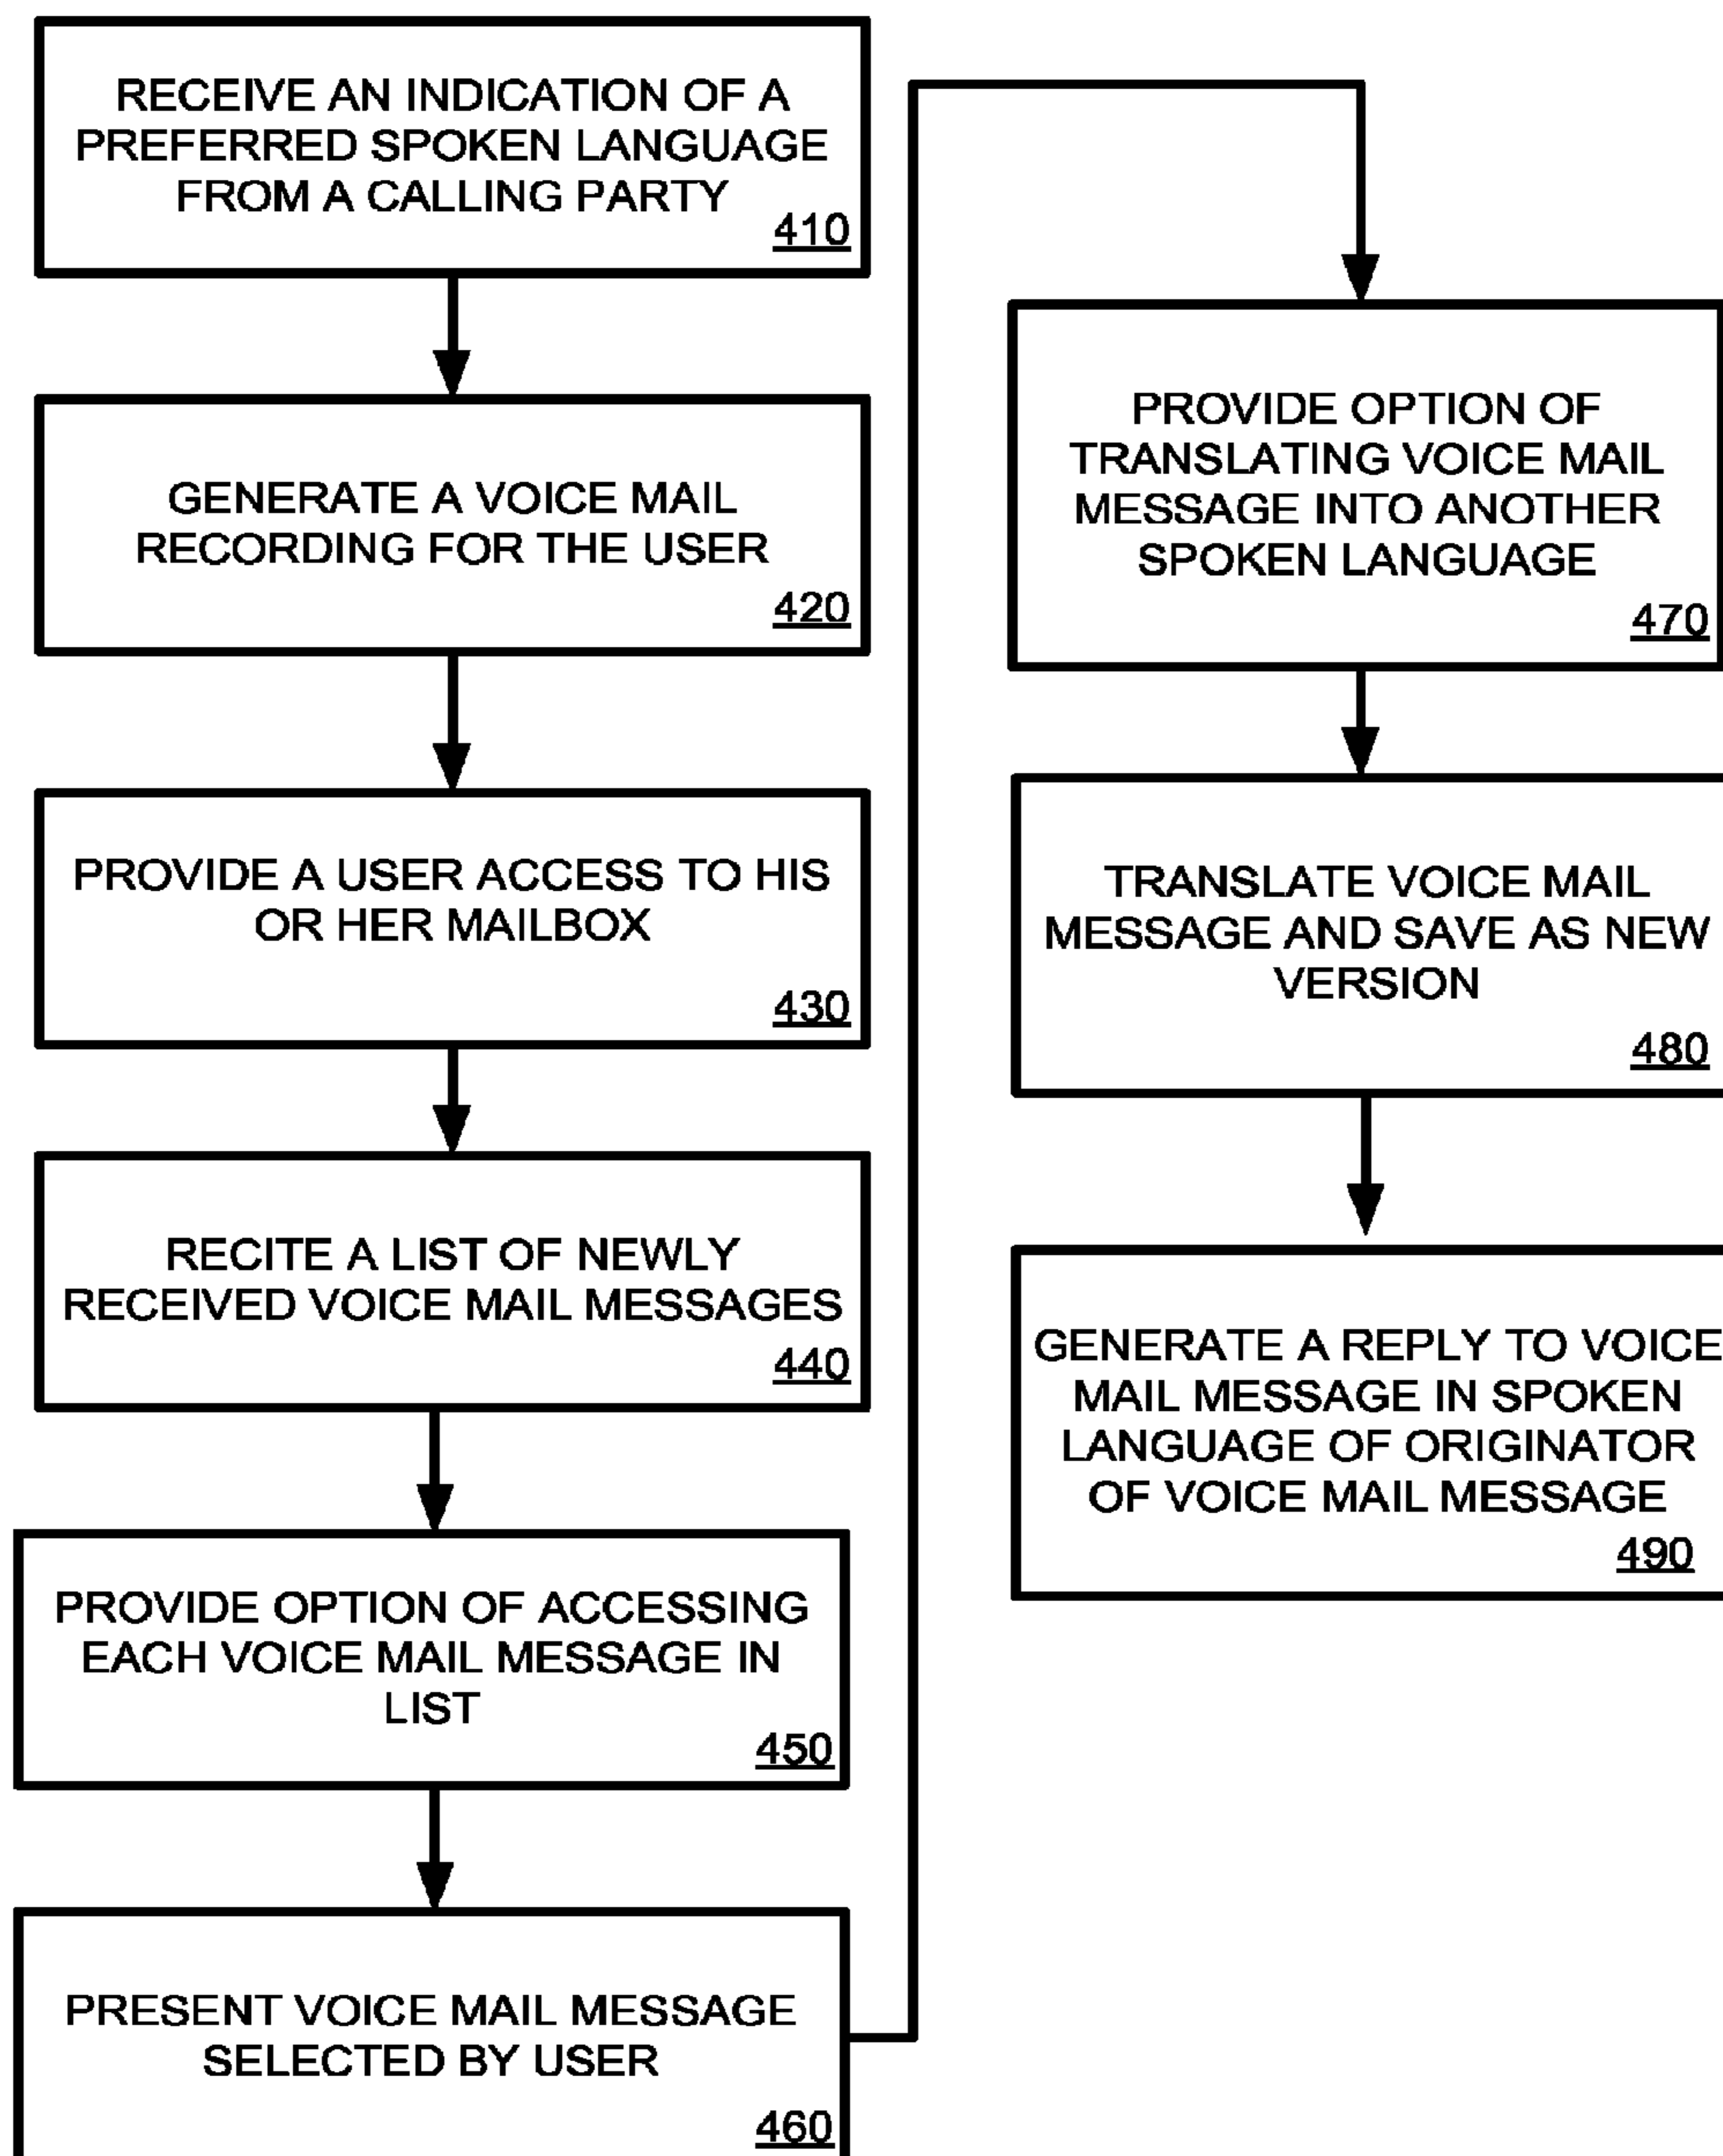 RECEIVE AN INDICATION OF A
PREFERRED SPOKEN LANGUAGE
FROM A CALLING PARTY
410
GENERATE A VOICE MAIL
RECORDING FOR THE USER
420
PROVIDE A USER ACCESS TO HIS
OR HER MAILBOX
430
RECITE A LIST OF NEWLY
RECEIVED VOICE MAIL MESSAGES
440
PROVIDE OPTION OF ACCESSING
EACH VOICE MAIL MESSAGE IN
LIST
450
PRESENT VOICE MAIL MESSAGE
SELECTED BY USER
460
PROVIDE OPTION OF
TRANSLATING VOICE MAIL
MESSAGE INTO ANOTHER
SPOKEN LANGUAGE
470
TRANSLATE VOICE MAIL
MESSAGE AND SAVE AS NEW
VERSION
480
GENERATE A REPLY TO VOICE
MAIL MESSAGE IN SPOKEN
LANGUAGE OF ORIGINATOR
OF VOICE MAIL MESSAGE
490